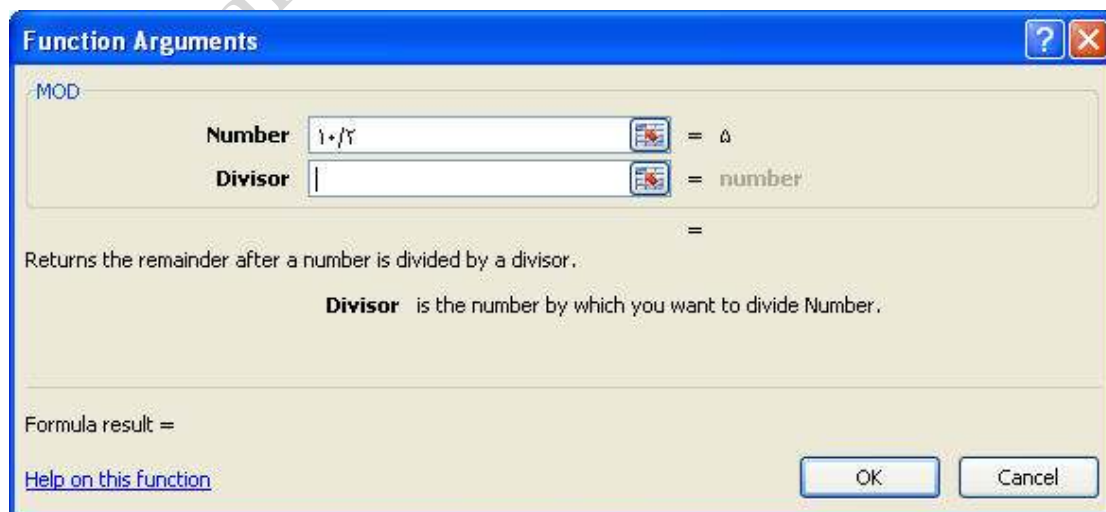 Function Arguments
MOD
Number ۱۰/۲ = ۵
Divisor = number
=
Returns the remainder after a number is divided by a divisor.
Divisor is the number by which you want to divide Number.
Formula result =
Help on this function OK Cancel